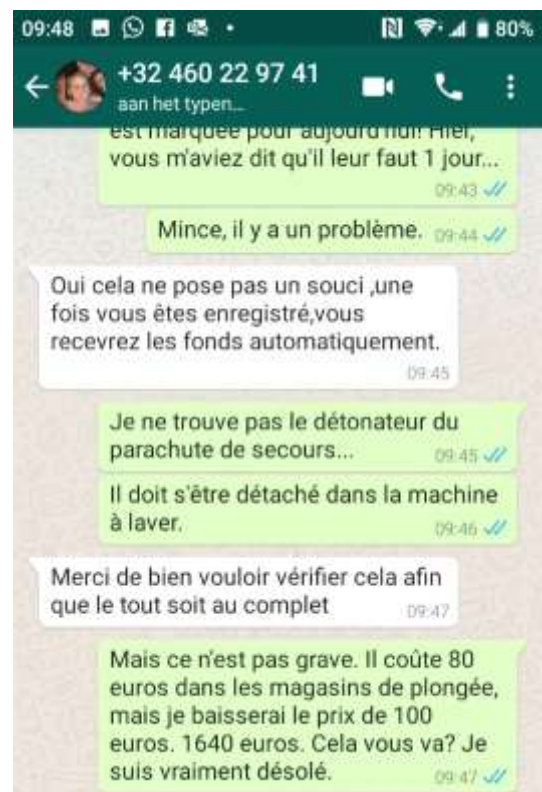 09:48
80%
+32 460 22 97 41
aan het typen...
est marquée pour aujourd'hui! Hier,
vous m'aviez dit qu'il leur faut 1 jour...
09:43
Mince, il y a un problème. 09:44
Oui cela ne pose pas un souci ,une
fois vous êtes enregistré,vous
recevrez les fonds automatiquement.
09:45
Je ne trouve pas le détonateur du
parachute de secours... 09:45
Il doit s'être détaché dans la machine
à laver. 09:46
Merci de bien vouloir vérifier cela afin
que le tout soit au complet 09:47
Mais ce n'est pas grave. Il coûte 80
euros dans les magasins de plongée,
mais je baisserai le prix de 100
euros. 1640 euros. Cela vous va? Je
suis vraiment désolé. 09:47